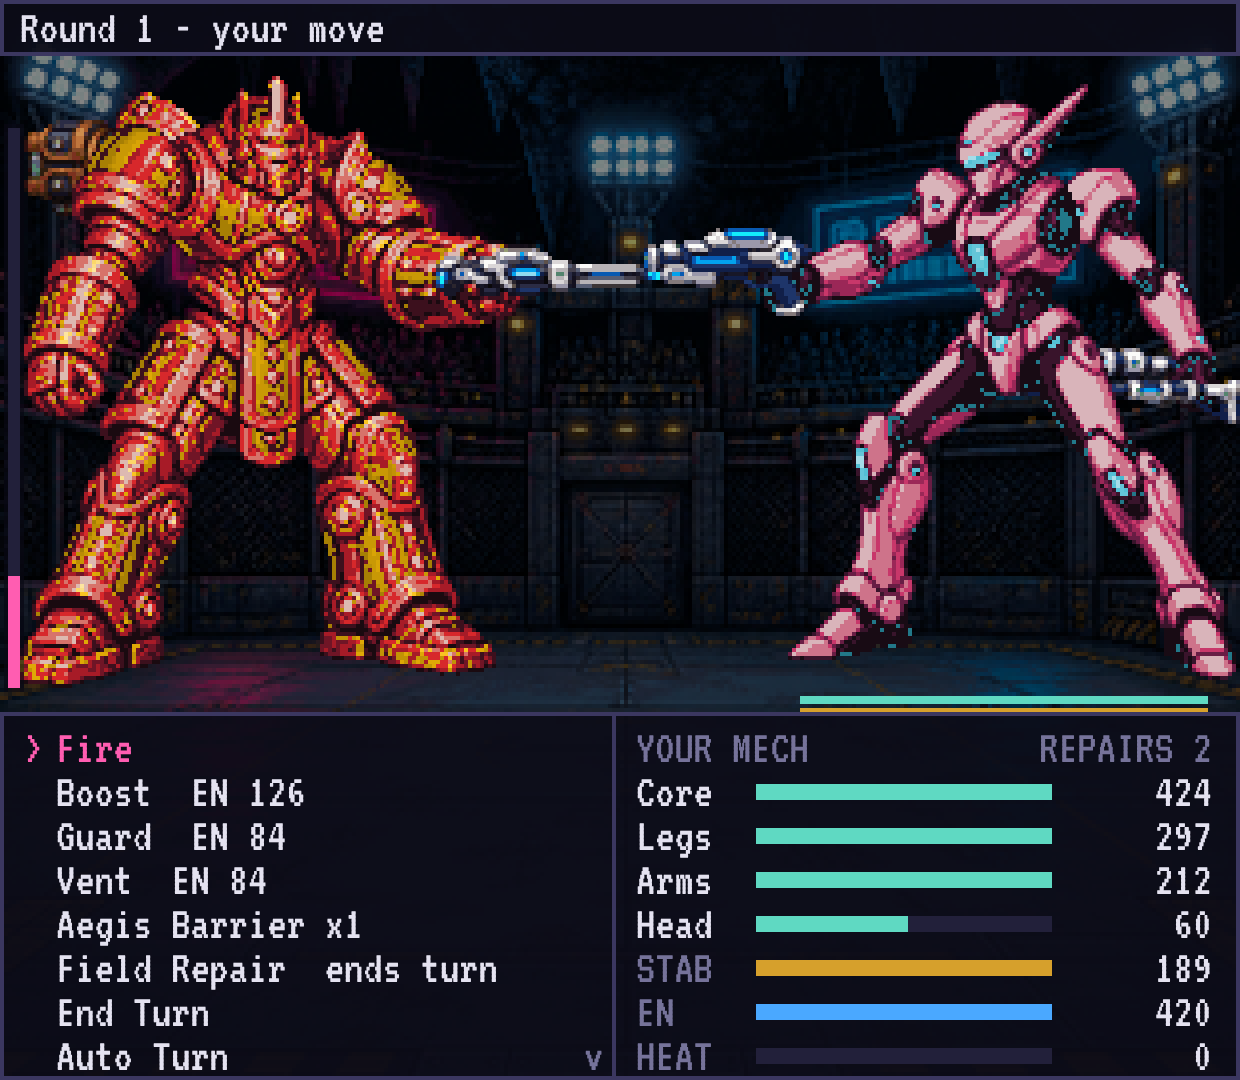 Round 1 - your move
> Fire
Boost EN 126
Guard EN 84
Vent EN 84
Aegis Barrier x1
Field Repair ends turn
End Turn
Auto Turn v
YOUR MECH REPAIRS 2
Core 424
Legs 297
Arms 212
Head 60
STAB 189
EN 420
HEAT 0